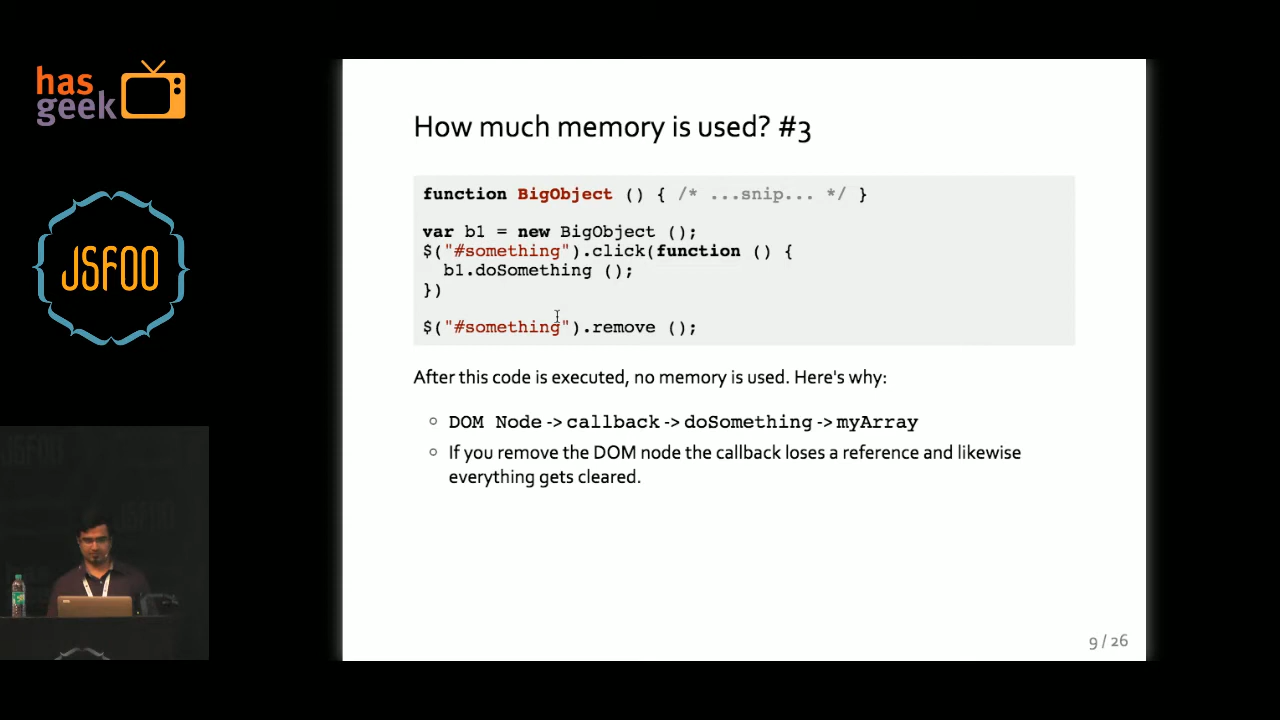 has
geek
JSFOO
How much memory is used? #3
function BigObject () { /* ...snip... */ }
var b1 = new BigObject ();
$("#something").click(function () {
b1.doSomething ();
})
$("#something").remove ();
After this code is executed, no memory is used. Here's why:
DOM Node -> callback -> doSomething -> myArray
If you remove the DOM node the callback loses a reference and likewise
everything gets cleared.
9 / 26